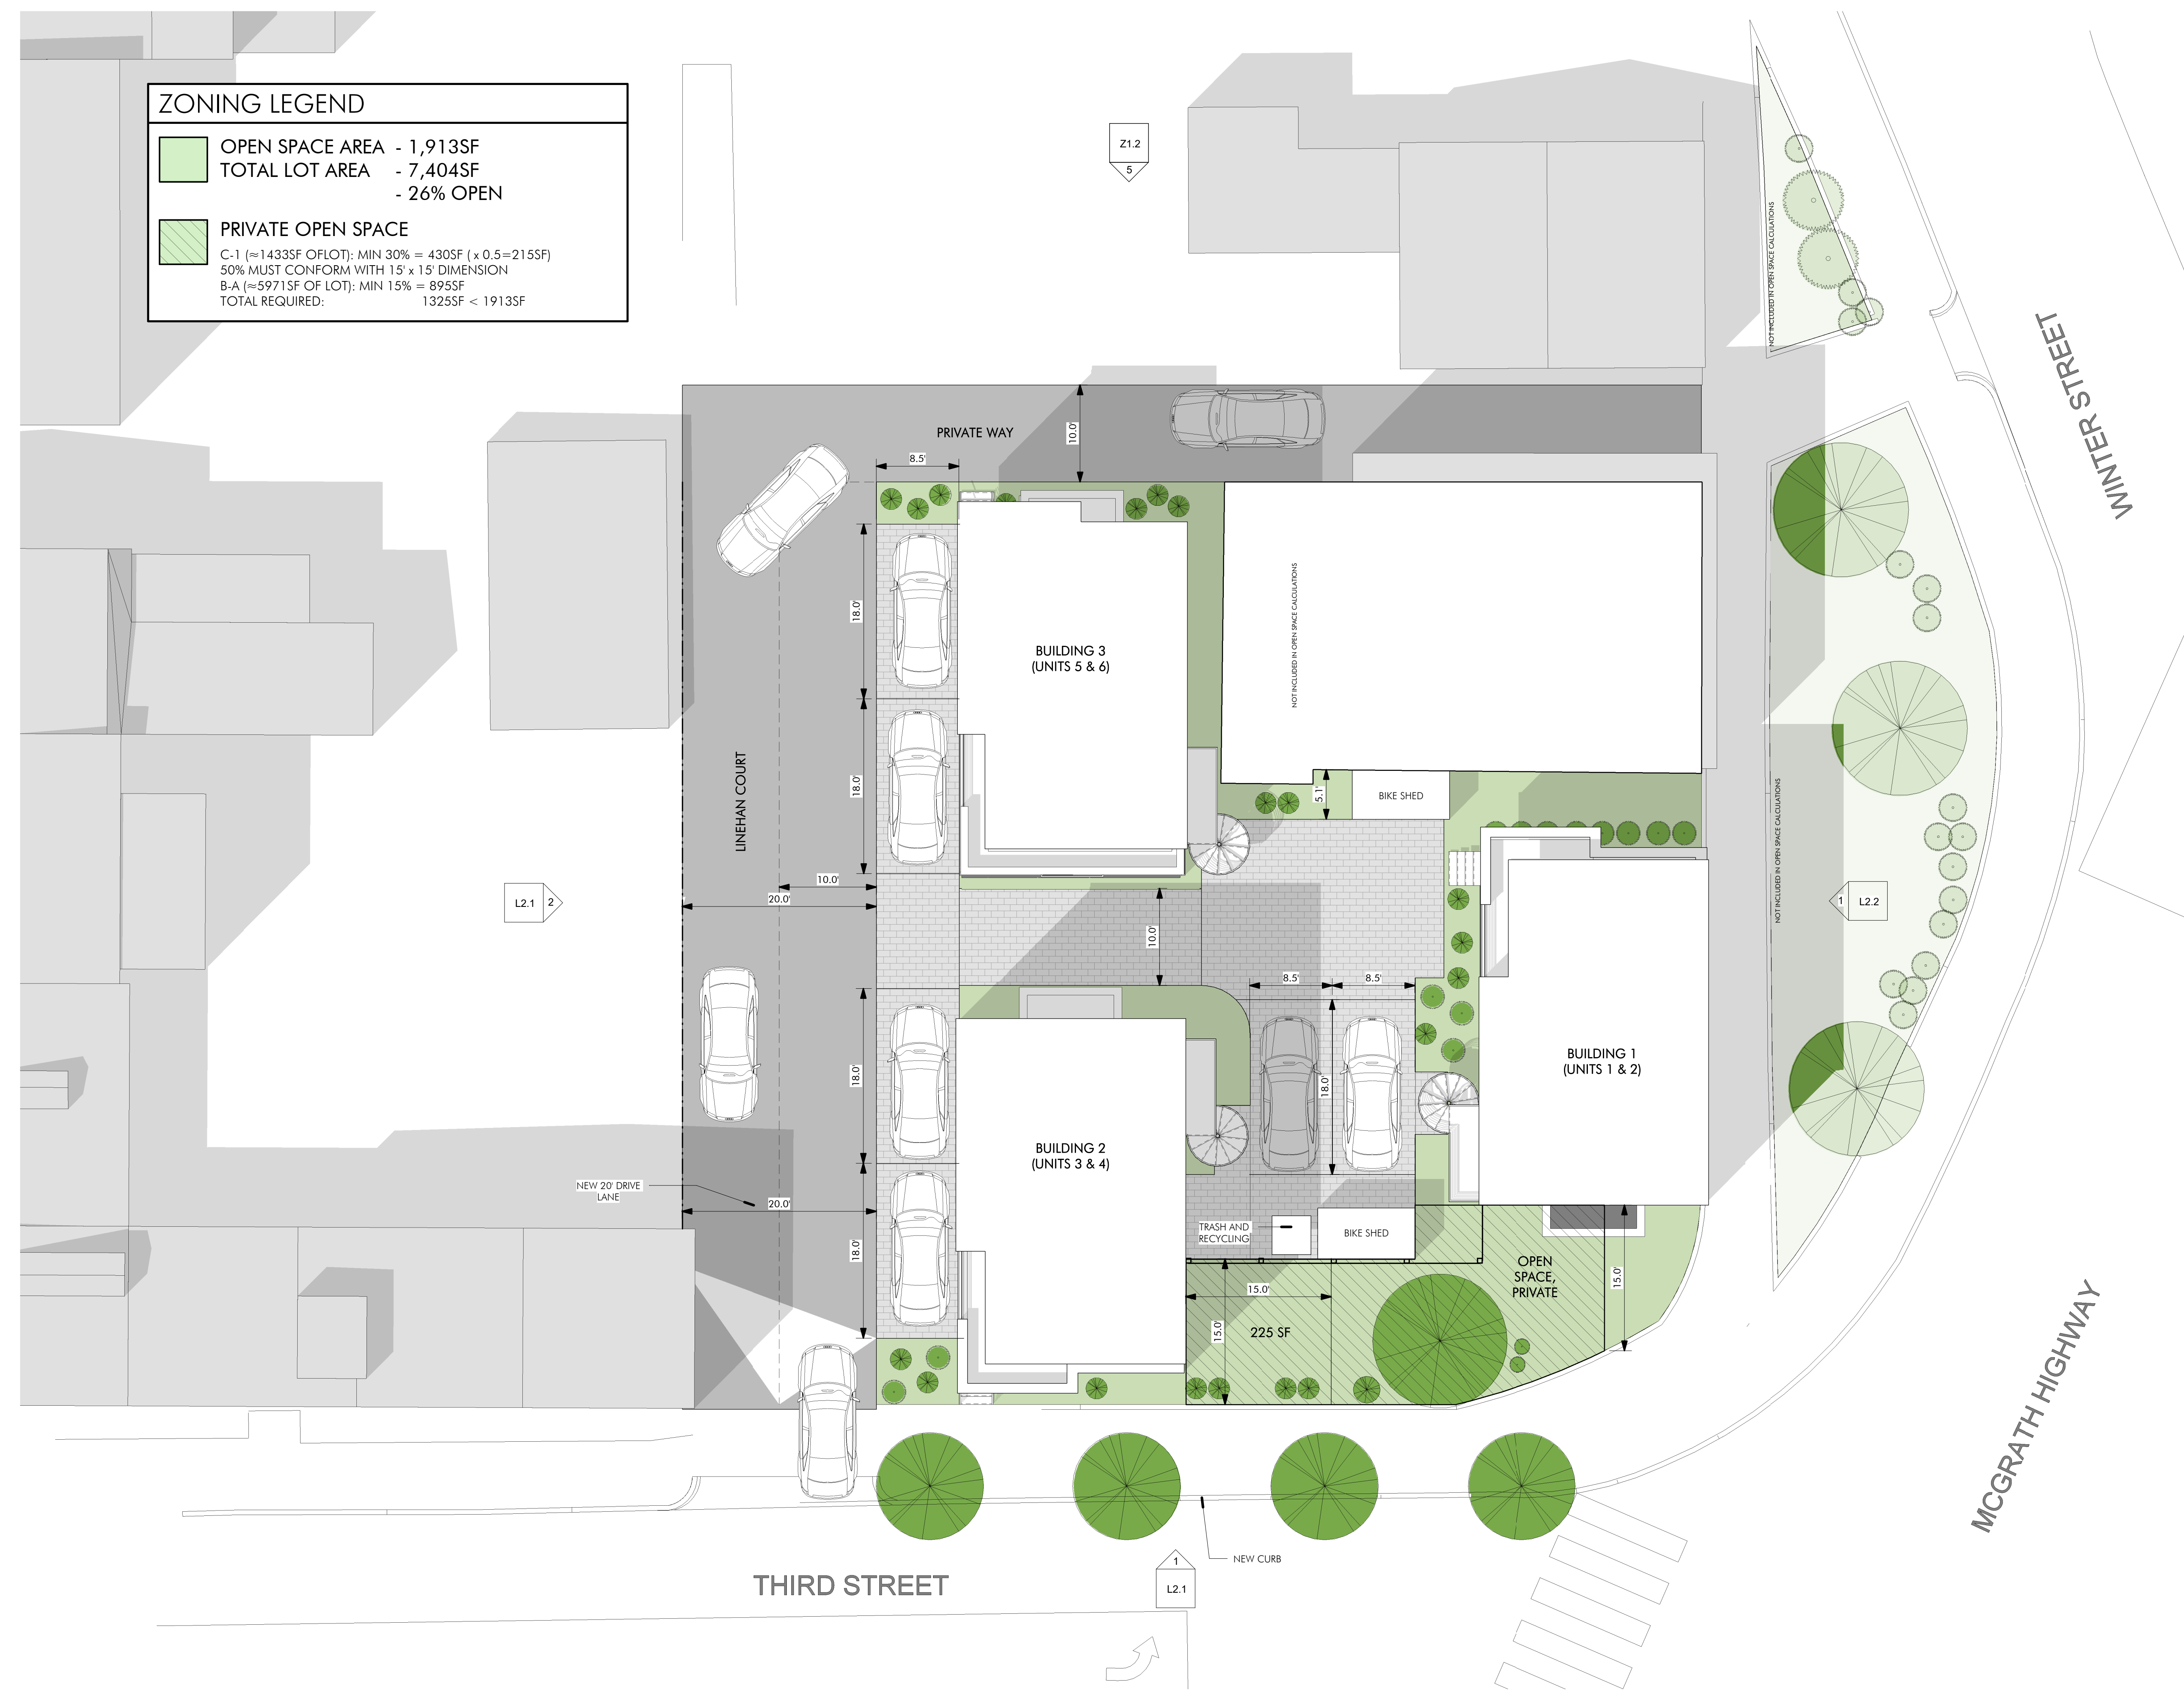 ZONING LEGEND
OPEN SPACE AREA - 1,913SF
TOTAL LOT AREA - 7,404SF
- 26% OPEN
PRIVATE OPEN SPACE
C-1 (≈1433SF OFLOT): MIN 30% = 430SF ( x 0.5=215SF)
50% MUST CONFORM WITH 15' x 15' DIMENSION
B-A (≈5971SF OF LOT): MIN 15% = 895SF
TOTAL REQUIRED: 1325SF < 1913SF
Z1.2
5
NOT INCLUDED IN OPEN SPACE CALCULATIONS
WINTER STREET
PRIVATE WAY
10.0'
8.5'
18.0'
BUILDING 3
(UNITS 5 & 6)
NOT INCLUDED IN OPEN SPACE CALCULATIONS
LINEHAN COURT
18.0'
5.1'
BIKE SHED
NOT INCLUDED IN OPEN SPACE CALCULATIONS
10.0'
20.0'
L2.1
2
1
L2.2
10.0'
8.5'
8.5'
18.0'
18.0'
BUILDING 1
(UNITS 1 & 2)
BUILDING 2
(UNITS 3 & 4)
NEW 20' DRIVE
LANE
20.0'
18.0'
TRASH AND
RECYCLING
BIKE SHED
OPEN
SPACE,
PRIVATE
15.0'
15.0'
15.0'
225 SF
MCGRATH HIGHWAY
NEW CURB
THIRD STREET
1
L2.1